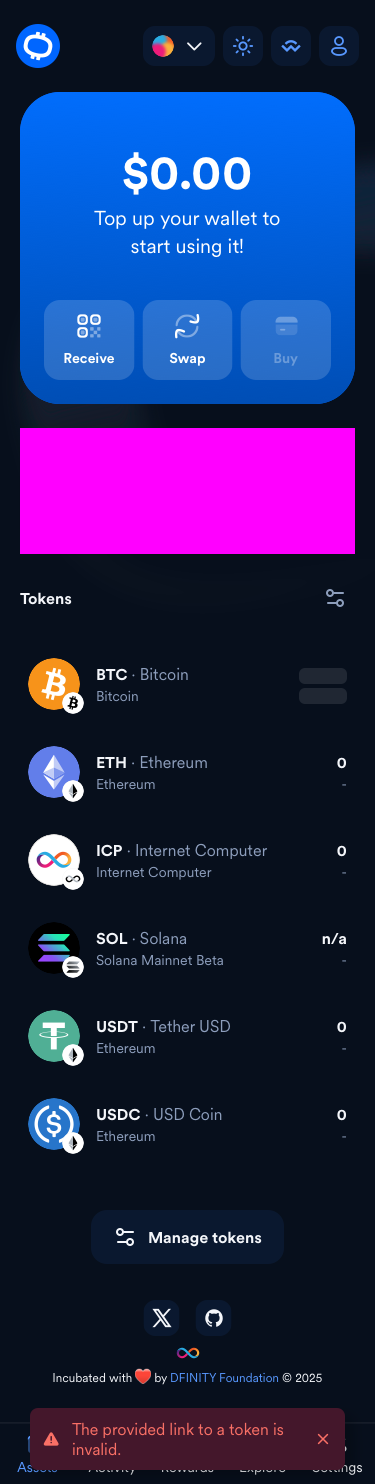 $0.00
Top up your wallet to
start using it!
Receive
Swap
Buy
Tokens
BTC · Bitcoin
Bitcoin
ETH · Ethereum
0
Ethereum
-
ICP · Internet Computer
0
Internet Computer
-
SOL · Solana
n/a
Solana Mainnet Beta
-
USDT · Tether USD
0
Ethereum
-
USDC · USD Coin
0
Ethereum
-
Manage tokens
Incubated with ❤️ by DFINITY Foundation © 2025
The provided link to a token is
invalid.
Assets Activity Rewards Explore Settings